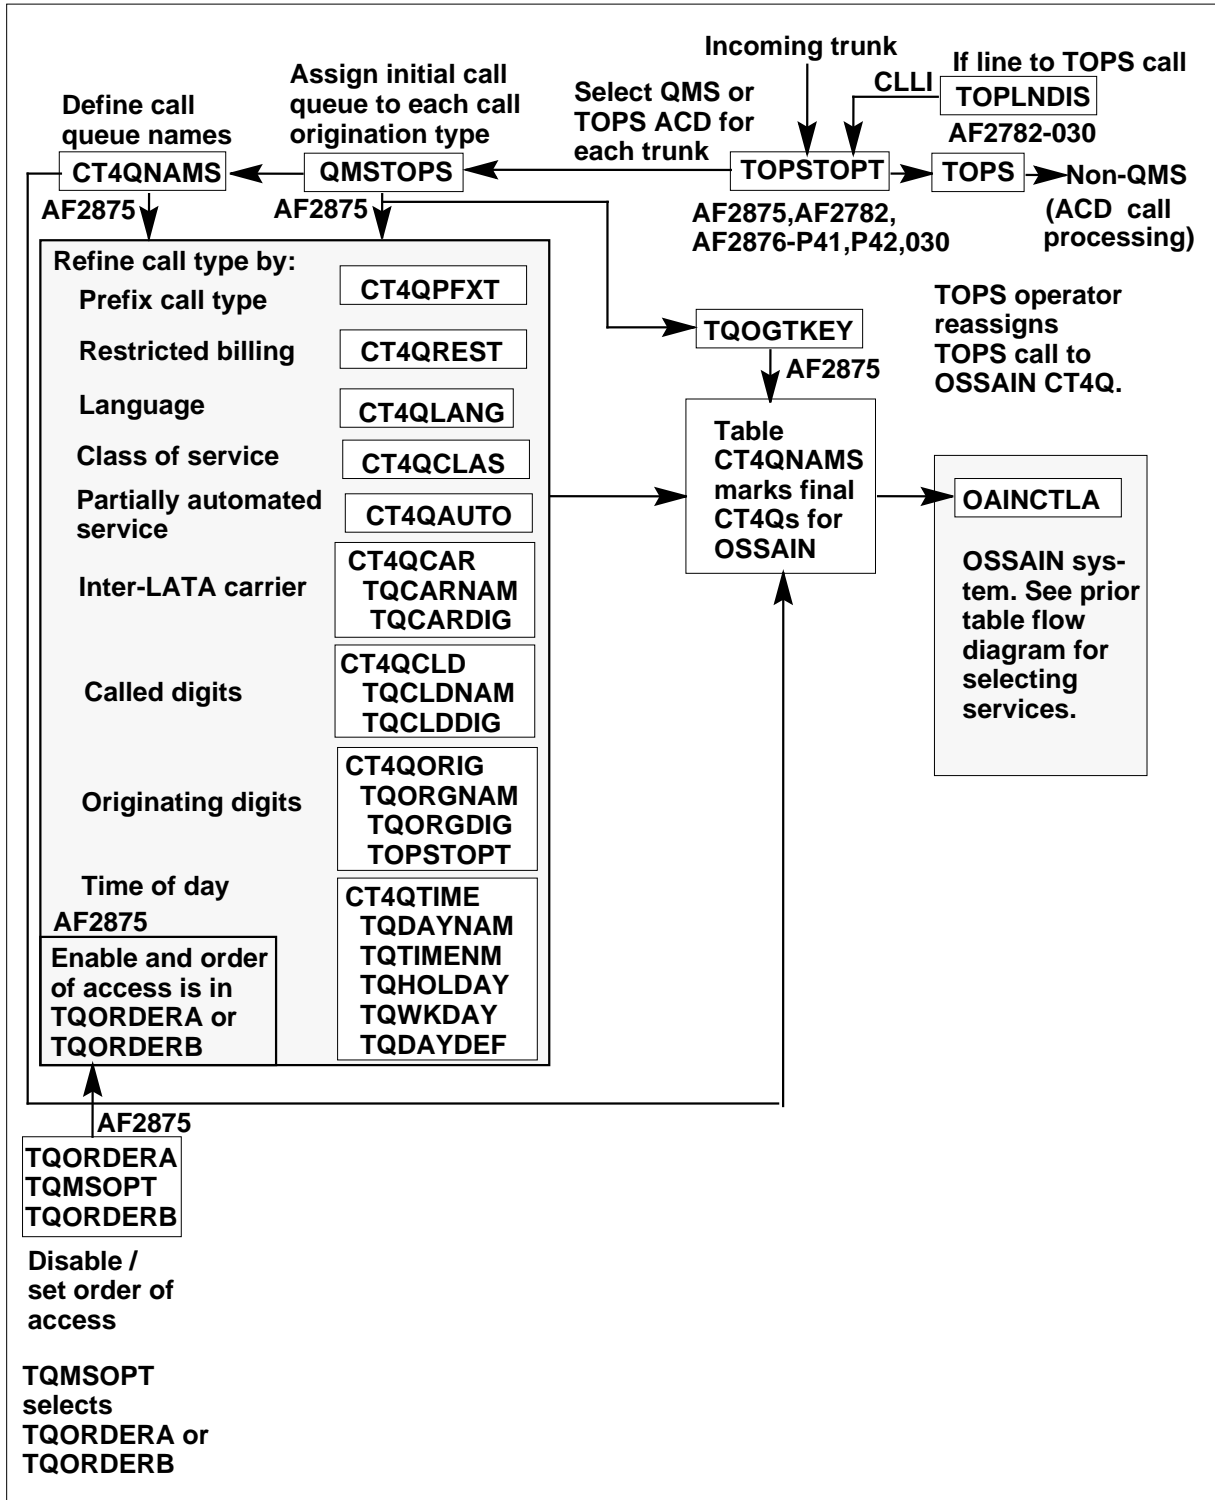 Incoming trunk
If line to TOPS call
CLLI
TOPLNDIS
AF2782-030
Assign initial call
queue to each call
origination type
Select QMS or
TOPS ACD for
each trunk
Define call
queue names
CT4QNAMS
QMSTOPS
TOPSTOPT
TOPS
Non-QMS
(ACD call
processing)
AF2875
AF2875
AF2875,AF2782,
AF2876-P41,P42,030
Refine call type by:
Prefix call type
CT4QPFXT
Restricted billing
CT4QREST
Language
CT4QLANG
Class of service
CT4QCLAS
Partially automated
service
CT4QAUTO
Inter-LATA carrier
CT4QCAR
TQCARNAM
TQCARDIG
Called digits
CT4QCLD
TQCLDNAM
TQCLDDIG
Originating digits
CT4QORIG
TQORGNAM
TQORGDIG
TOPSTOPT
Time of day
CT4QTIME
TQDAYNAM
TQTIMENM
TQHOLDAY
TQWKDAY
TQDAYDEF
AF2875
Enable and order
of access is in
TQORDERA or
TQORDERB
TQOGTKEY
AF2875
Table
CT4QNAMS
marks final
CT4Qs for
OSSAIN
TOPS operator
reassigns
TOPS call to
OSSAIN CT4Q.
OAINCTLA
OSSAIN sys-
tem. See prior
table flow
diagram for
selecting
services.
AF2875
TQORDERA
TQMSOPT
TQORDERB
Disable /
set order of
access
TQMSOPT
selects
TQORDERA or
TQORDERB